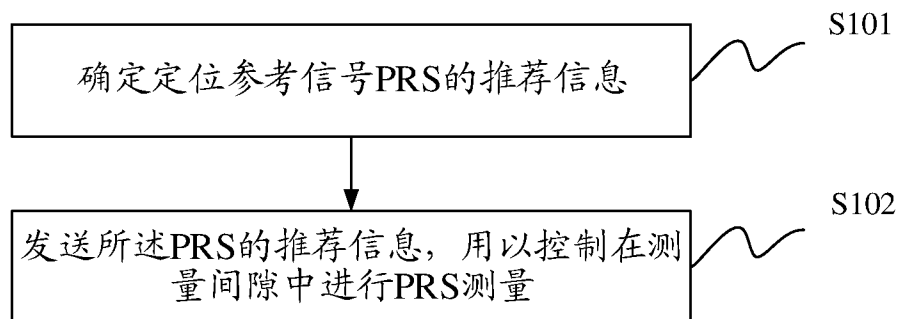 S101
确定定位参考信号PRS的推荐信息
S102
发送所述PRS的推荐信息，用以控制在测
量间隙中进行PRS测量